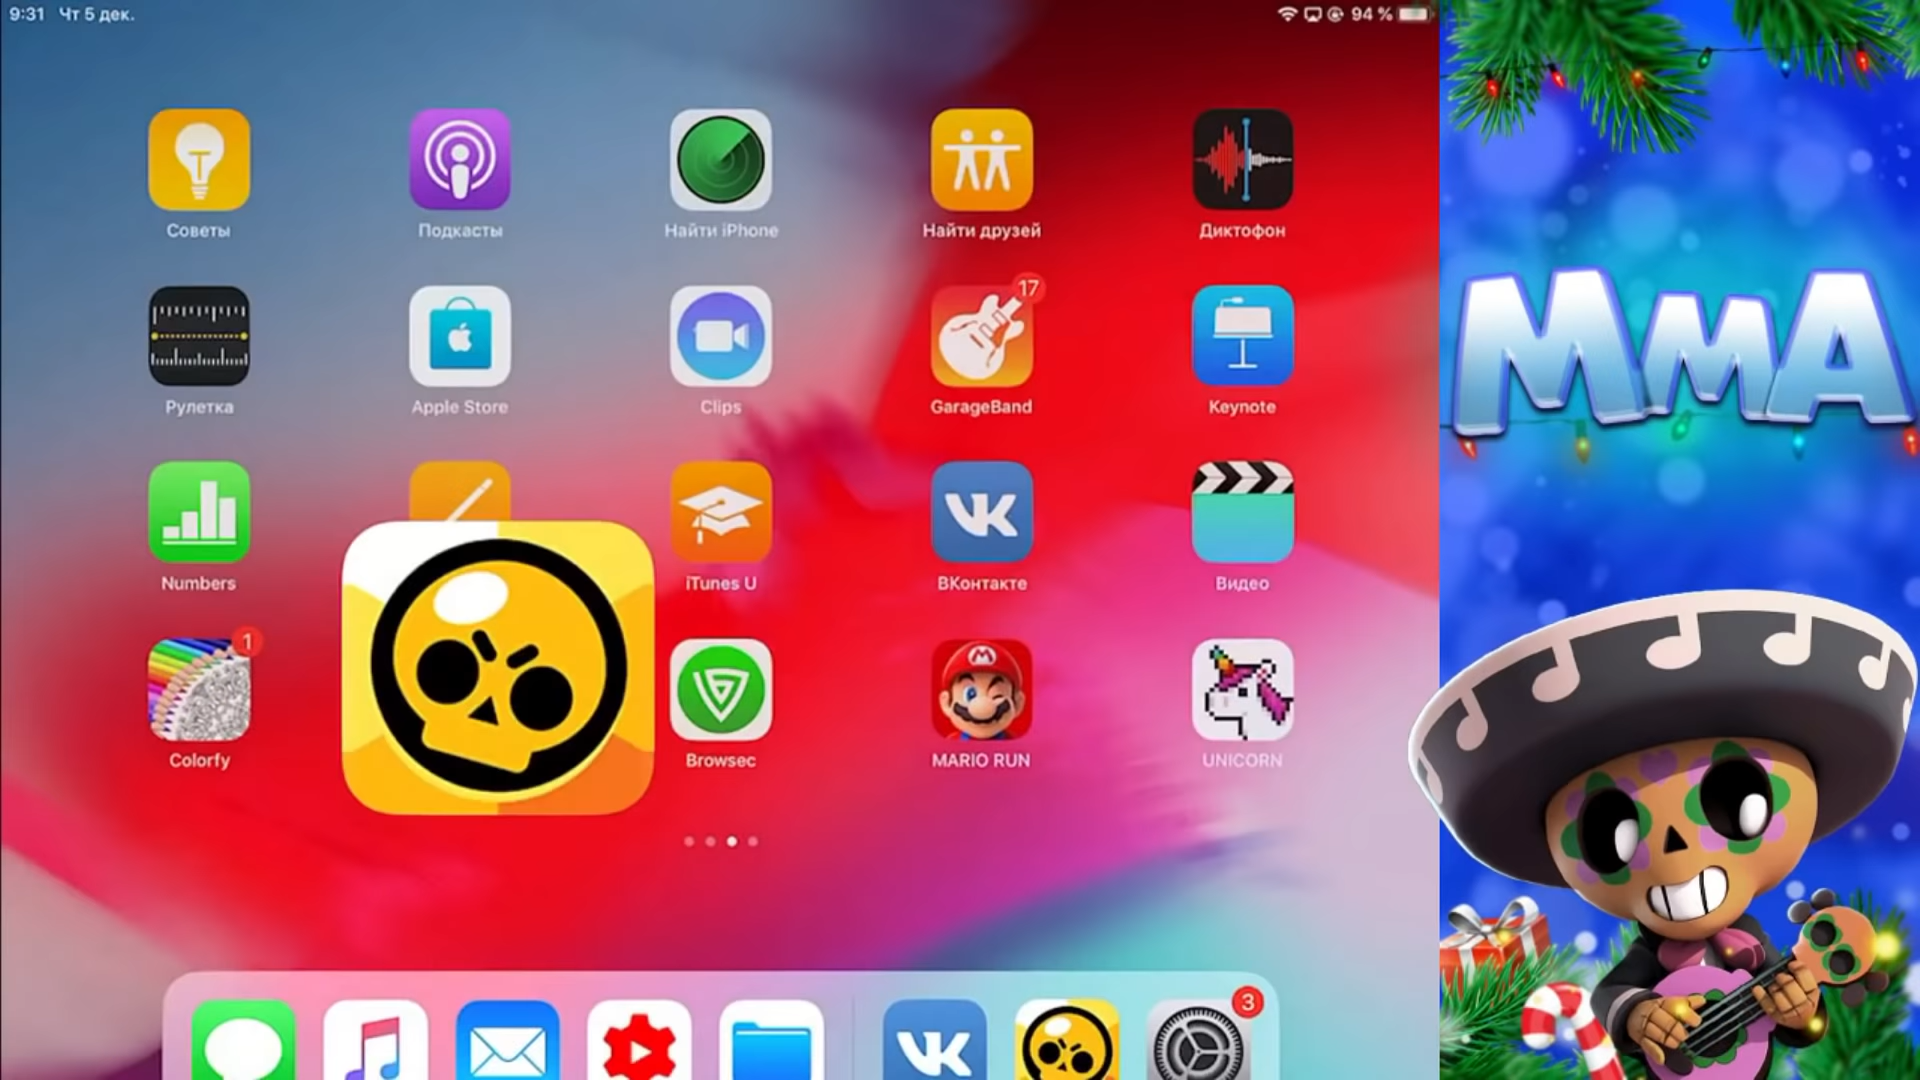 9:31 Чт 5 дек.
94 %
Советы
Подкасты
Найти iPhone
Найти друзей
Диктофон
17
Рулетка
Apple Store
Clips
GarageBand
Keynote
Numbers
iTunes U
ВКонтакте
Видео
1
Colorfy
Browsec
MARIO RUN
UNICORN
3
МмА